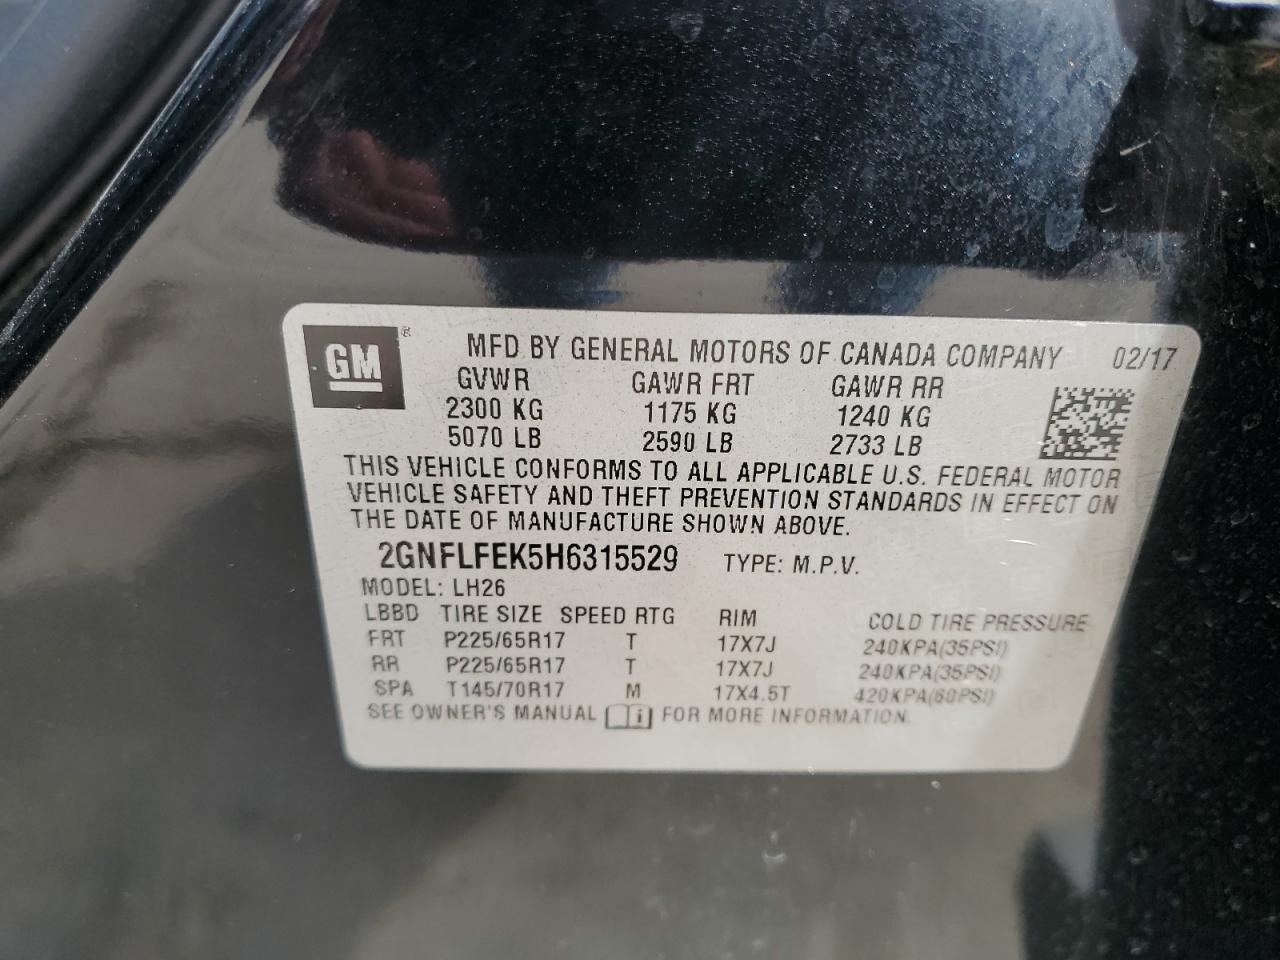 GM ®
MFD BY GENERAL MOTORS OF CANADA COMPANY 02/17
GVWR GAWR FRT GAWR RR
2300 KG 1175 KG 1240 KG
5070 LB 2590 LB 2733 LB
THIS VEHICLE CONFORMS TO ALL APPLICABLE U.S. FEDERAL MOTOR
VEHICLE SAFETY AND THEFT PREVENTION STANDARDS IN EFFECT ON
THE DATE OF MANUFACTURE SHOWN ABOVE.
2GNFLFEK5H6315529 TYPE: M.P.V.
MODEL: LH26
LBBD TIRE SIZE SPEED RTG RIM COLD TIRE PRESSURE
FRT P225/65R17 T 17X7J 240KPA(35PSI)
RR P225/65R17 T 17X7J 240KPA(35PSI)
SPA T145/70R17 M 17X4.5T 420KPA(60PSI)
SEE OWNER'S MANUAL i FOR MORE INFORMATION.